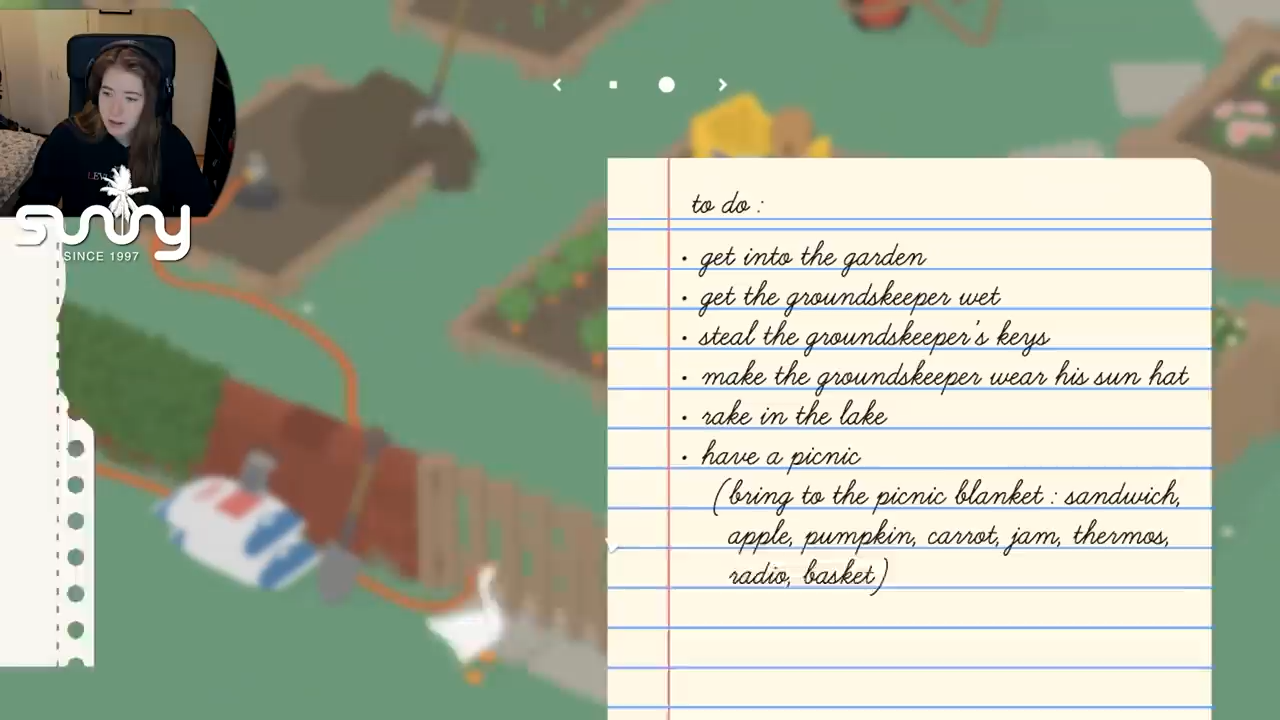 sunny
SINCE 1997
to do :
• get into the garden
• get the groundskeeper wet
• steal the groundskeeper's keys
• make the groundskeeper wear his sun hat
• rake in the lake
• have a picnic
(bring to the picnic blanket : sandwich,
apple, pumpkin, carrot, jam, thermos,
radio, basket)